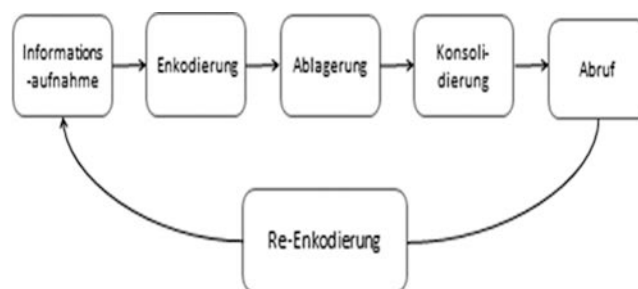 Informations
-aufnahme
Enkodierung
Ablagerung
Konsoli-
dierung
Abruf
Re-Enkodierung